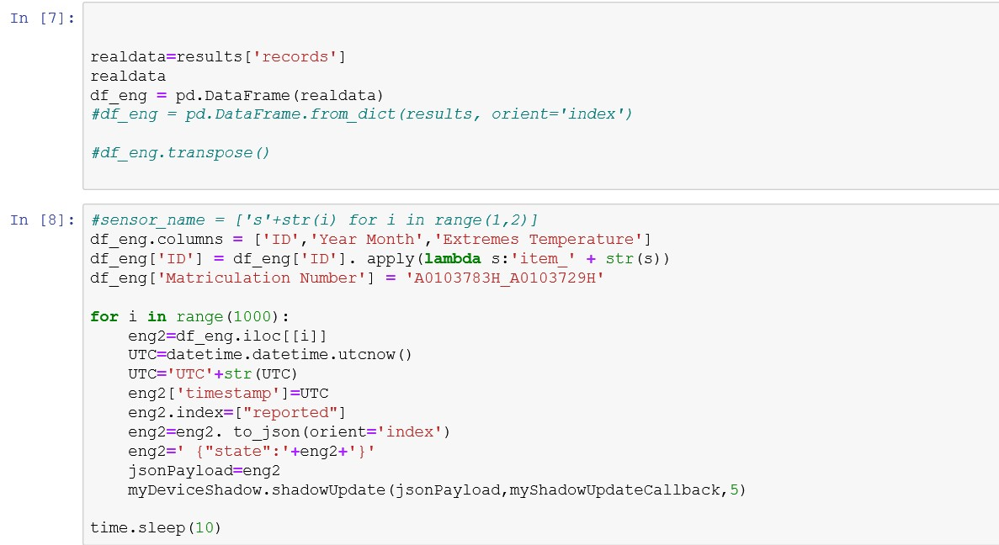 In [7]:
realdata=results['records']
realdata
df_eng = pd.DataFrame(realdata)
#df_eng = pd.DataFrame.from_dict(results, orient='index')
#df_eng.transpose()
In [8]:
#sensor_name = ['s'+str(i) for i in range(1,2)]
df_eng.columns = ['ID','Year Month','Extremes Temperature']
df_eng['ID'] = df_eng['ID']. apply(lambda s:'item_' + str(s))
df_eng['Matriculation Number'] = 'A0103783H_A0103729H'
for i in range(1000):
    eng2=df_eng.iloc[[i]]
    UTC=datetime.datetime.utcnow()
    UTC='UTC'+str(UTC)
    eng2['timestamp']=UTC
    eng2.index=["reported"]
    eng2=eng2. to_json(orient='index')
    eng2=' {"state":'+eng2+'}'
    jsonPayload=eng2
    myDeviceShadow.shadowUpdate(jsonPayload,myShadowUpdateCallback,5)
time.sleep(10)